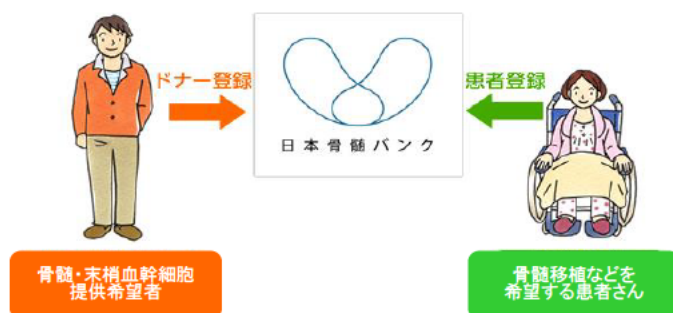 ドナー登録
患者登録
日本骨髄バンク
骨髄・末梢血幹細胞
提供希望者
骨髄移植などを
希望する患者さん